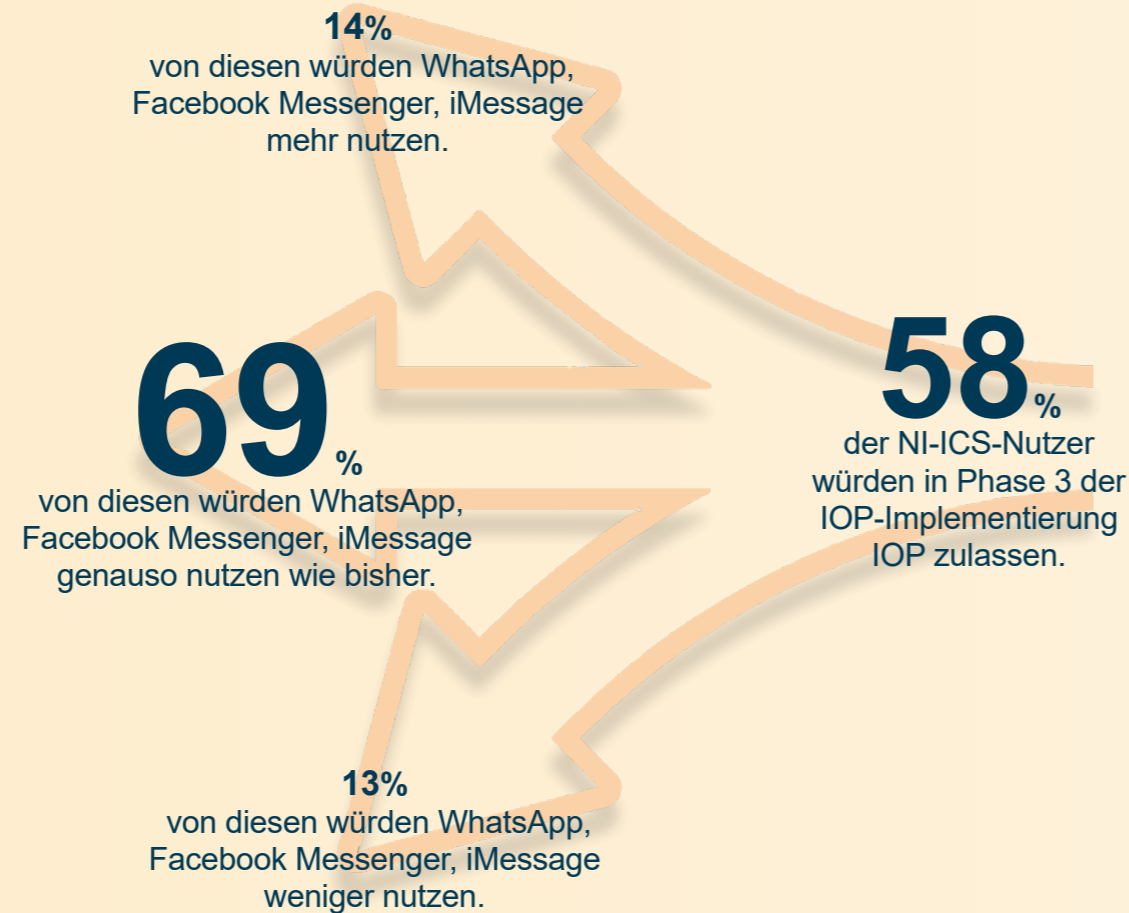 14%
von diesen würden WhatsApp,
Facebook Messenger, iMessage
mehr nutzen.
69%
von diesen würden WhatsApp,
Facebook Messenger, iMessage
genauso nutzen wie bisher.
58%
der NI-ICS-Nutzer
würden in Phase 3 der
IOP-Implementierung
IOP zulassen.
13%
von diesen würden WhatsApp,
Facebook Messenger, iMessage
weniger nutzen.